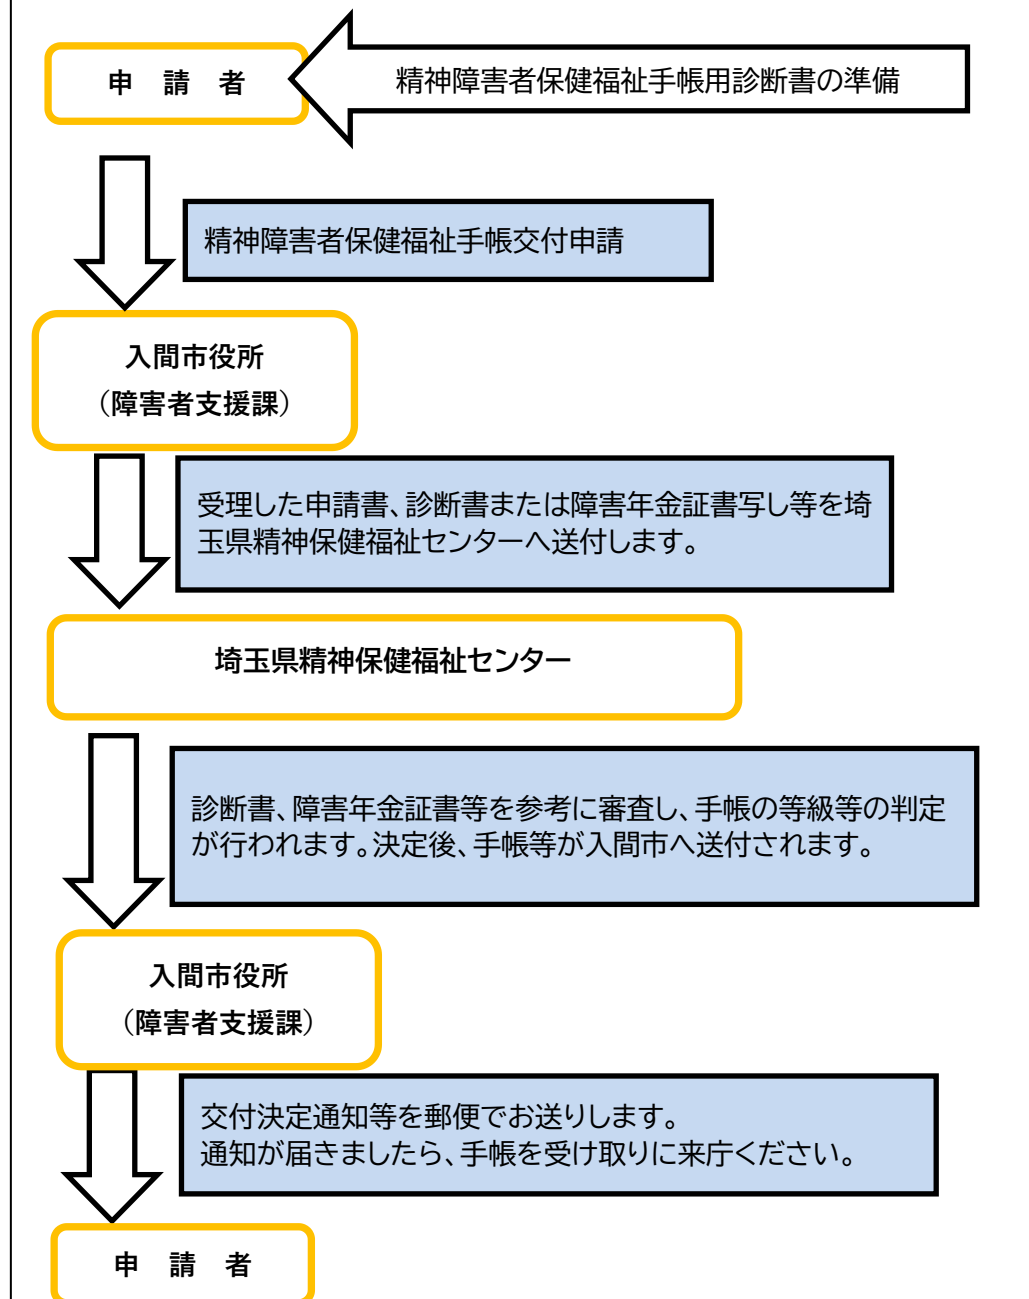 申　請　者
精神障害者保健福祉手帳用診断書の準備
精神障害者保健福祉手帳交付申請
入間市役所
（障害者支援課）
受理した申請書、診断書または障害年金証書写し等を埼
玉県精神保健福祉センターへ送付します。
埼玉県精神保健福祉センター
診断書、障害年金証書等を参考に審査し、手帳の等級等の判定
が行われます。決定後、手帳等が入間市へ送付されます。
入間市役所
（障害者支援課）
交付決定通知等を郵便でお送りします。
通知が届きましたら、手帳を受け取りに来庁ください。
申　請　者